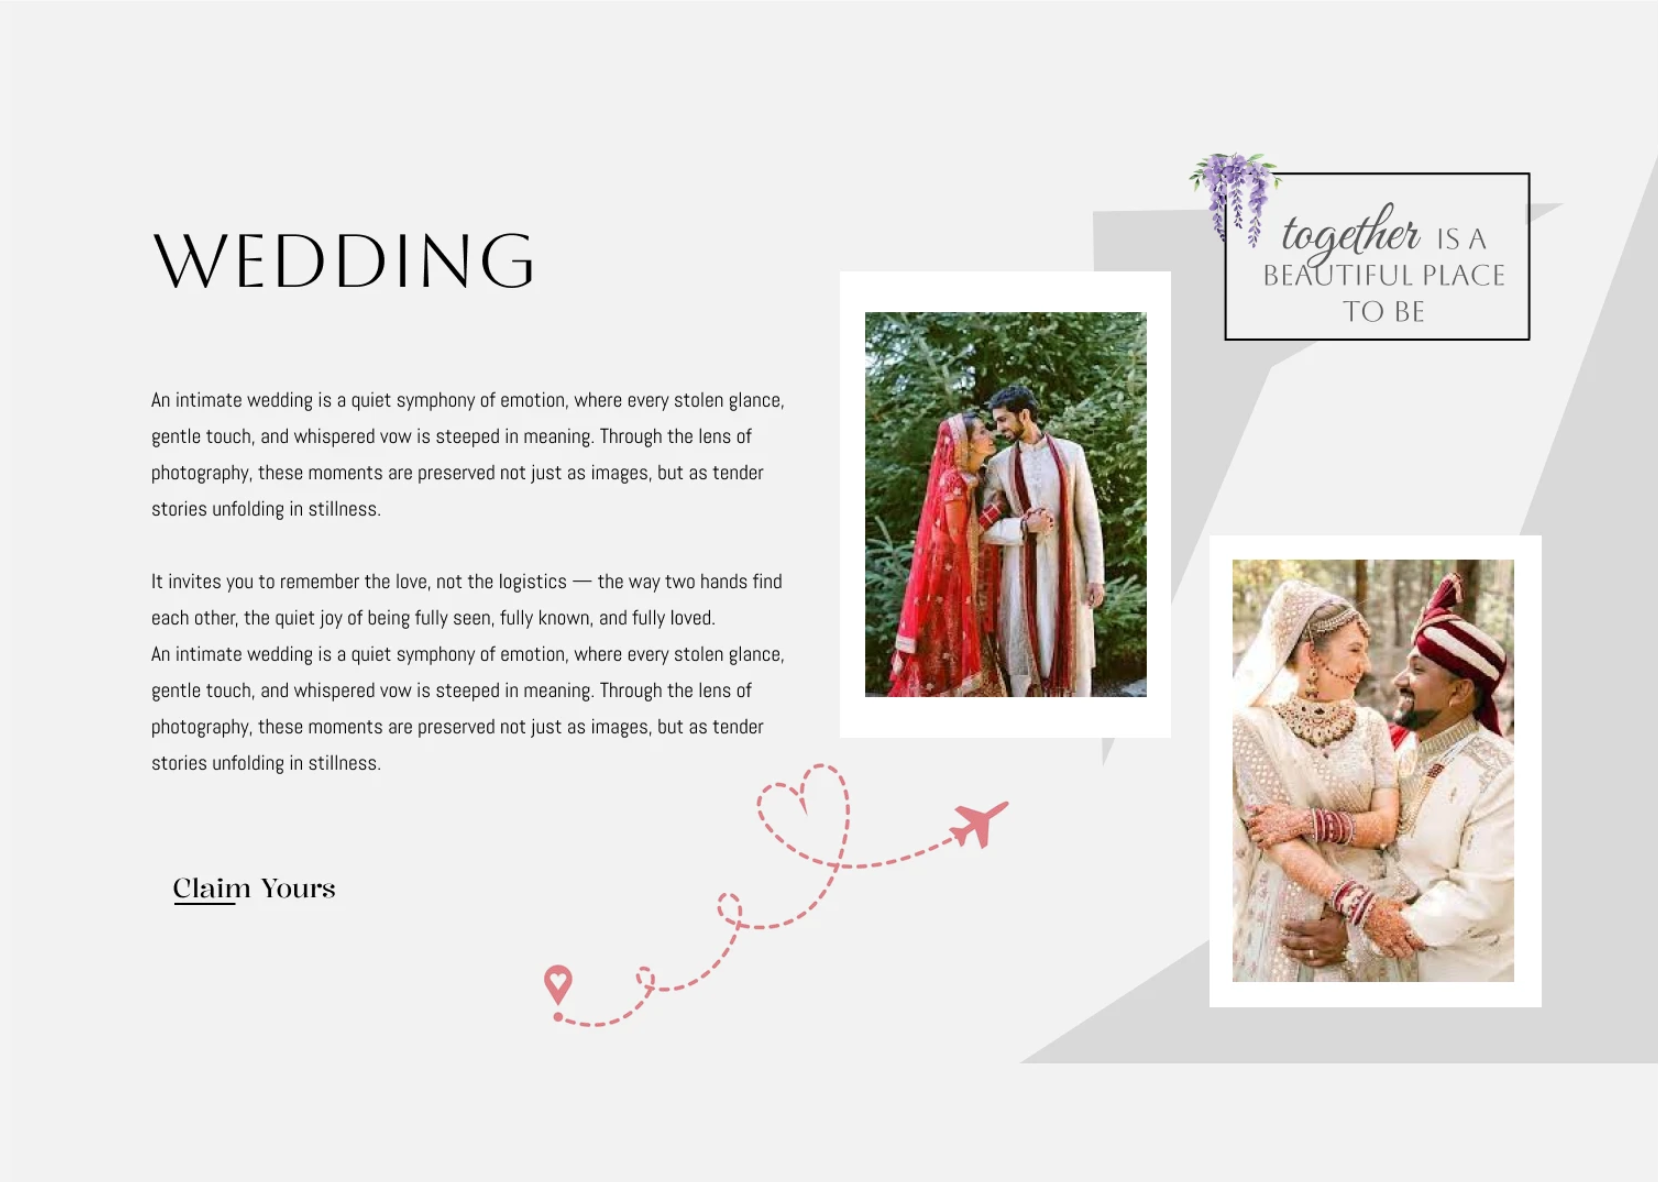 WEDDING
An intimate wedding is a quiet symphony of emotion, where every stolen glance,
gentle touch, and whispered vow is steeped in meaning. Through the lens of
photography, these moments are preserved not just as images, but as tender
stories unfolding in stillness.
It invites you to remember the love, not the logistics — the way two hands find
each other, the quiet joy of being fully seen, fully known, and fully loved.
An intimate wedding is a quiet symphony of emotion, where every stolen glance,
gentle touch, and whispered vow is steeped in meaning. Through the lens of
photography, these moments are preserved not just as images, but as tender
stories unfolding in stillness.
Claim Yours
together IS A
BEAUTIFUL PLACE
TO BE